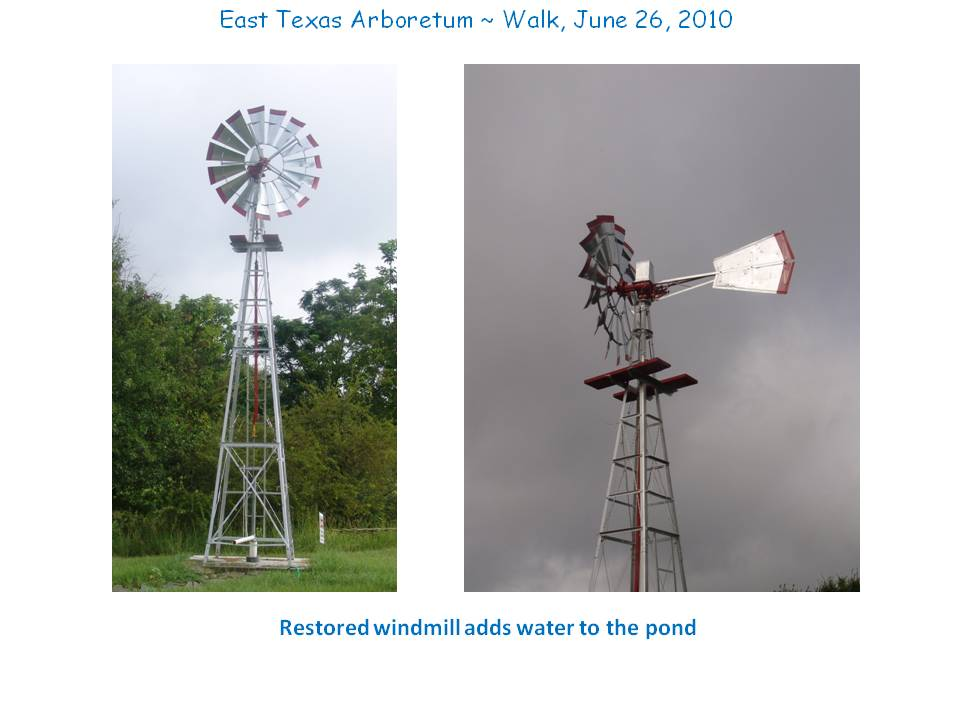 East Texas Arboretum ~ Walk, June 26, 2010
Restored windmill adds water to the pond